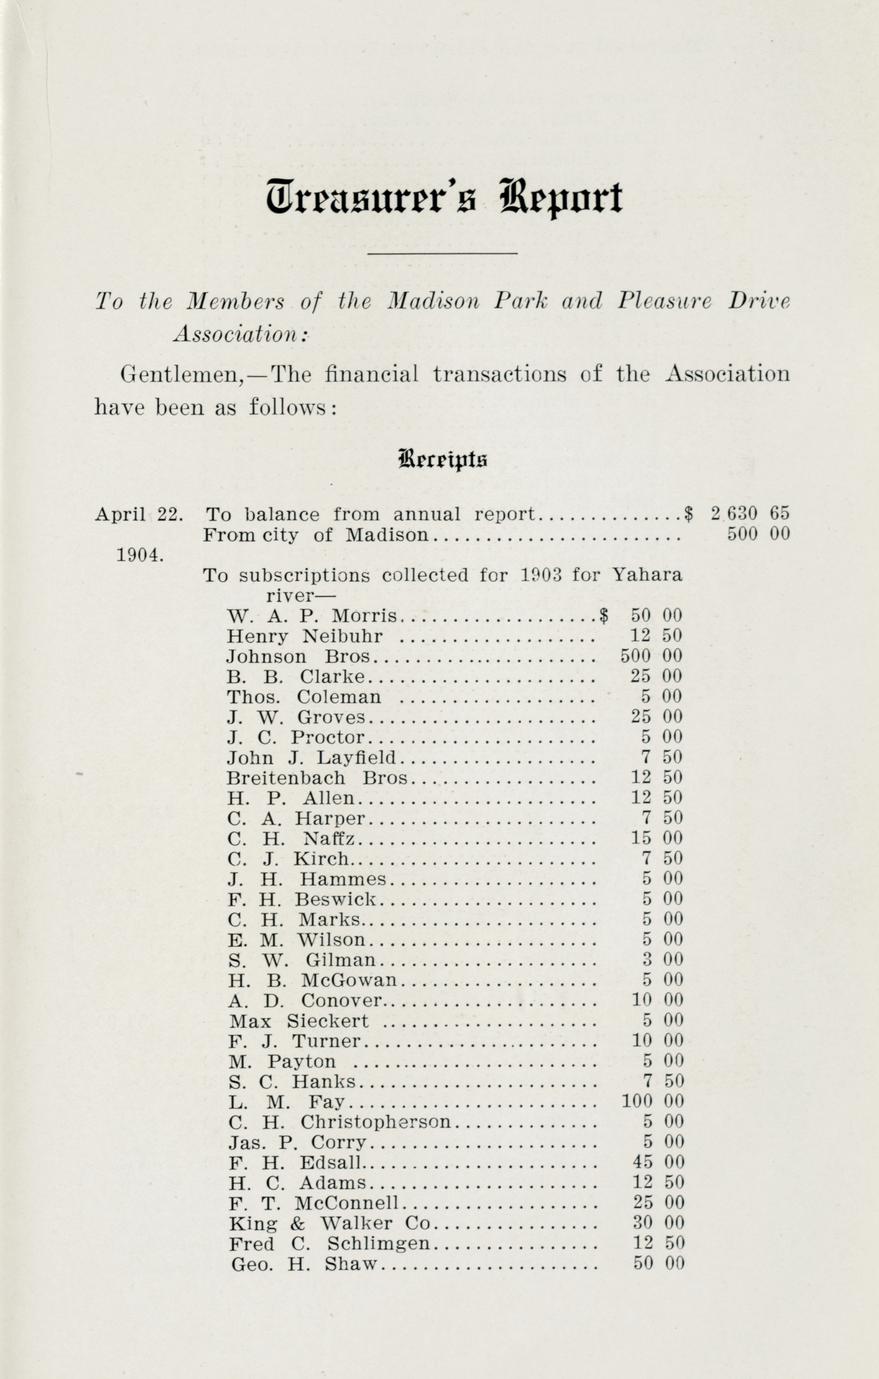 Treasurer's Report
To the Members of the Madison Park and Pleasure Drive
Association:
Gentlemen,—The financial transactions of the Association
have been as follows:
Receipts
April 22. To balance from annual report..............$ 2 630 65
From city of Madison........................ 500 00
1904.
To subscriptions collected for 1903 for Yahara
river—
W. A. P. Morris...................$ 50 00
Henry Neibuhr ................... 12 50
Johnson Bros...................... 500 00
B. B. Clarke...................... 25 00
Thos. Coleman ................... 5 00
J. W. Groves...................... 25 00
J. C. Proctor...................... 5 00
John J. Layfield................... 7 50
Breitenbach Bros.................. 12 50
H. P. Allen....................... 12 50
C. A. Harper...................... 7 50
C. H. Naffz....................... 15 00
C. J. Kirch........................ 7 50
J. H. Hammes.................... 5 00
F. H. Beswick..................... 5 00
C. H. Marks....................... 5 00
E. M. Wilson...................... 5 00
S. W. Gilman..................... 3 00
H. B. McGowan................... 5 00
A. D. Conover..................... 10 00
Max Sieckert ..................... 5 00
F. J. Turner....................... 10 00
M. Payton ........................ 5 00
S. C. Hanks....................... 7 50
L. M. Fay........................ 100 00
C. H. Christopherson.............. 5 00
Jas. P. Corry...................... 5 00
F. H. Edsall....................... 45 00
H. C. Adams...................... 12 50
F. T. McConnell................... 25 00
King & Walker Co................ 30 00
Fred C. Schlimgen................ 12 50
Geo. H. Shaw..................... 50 00